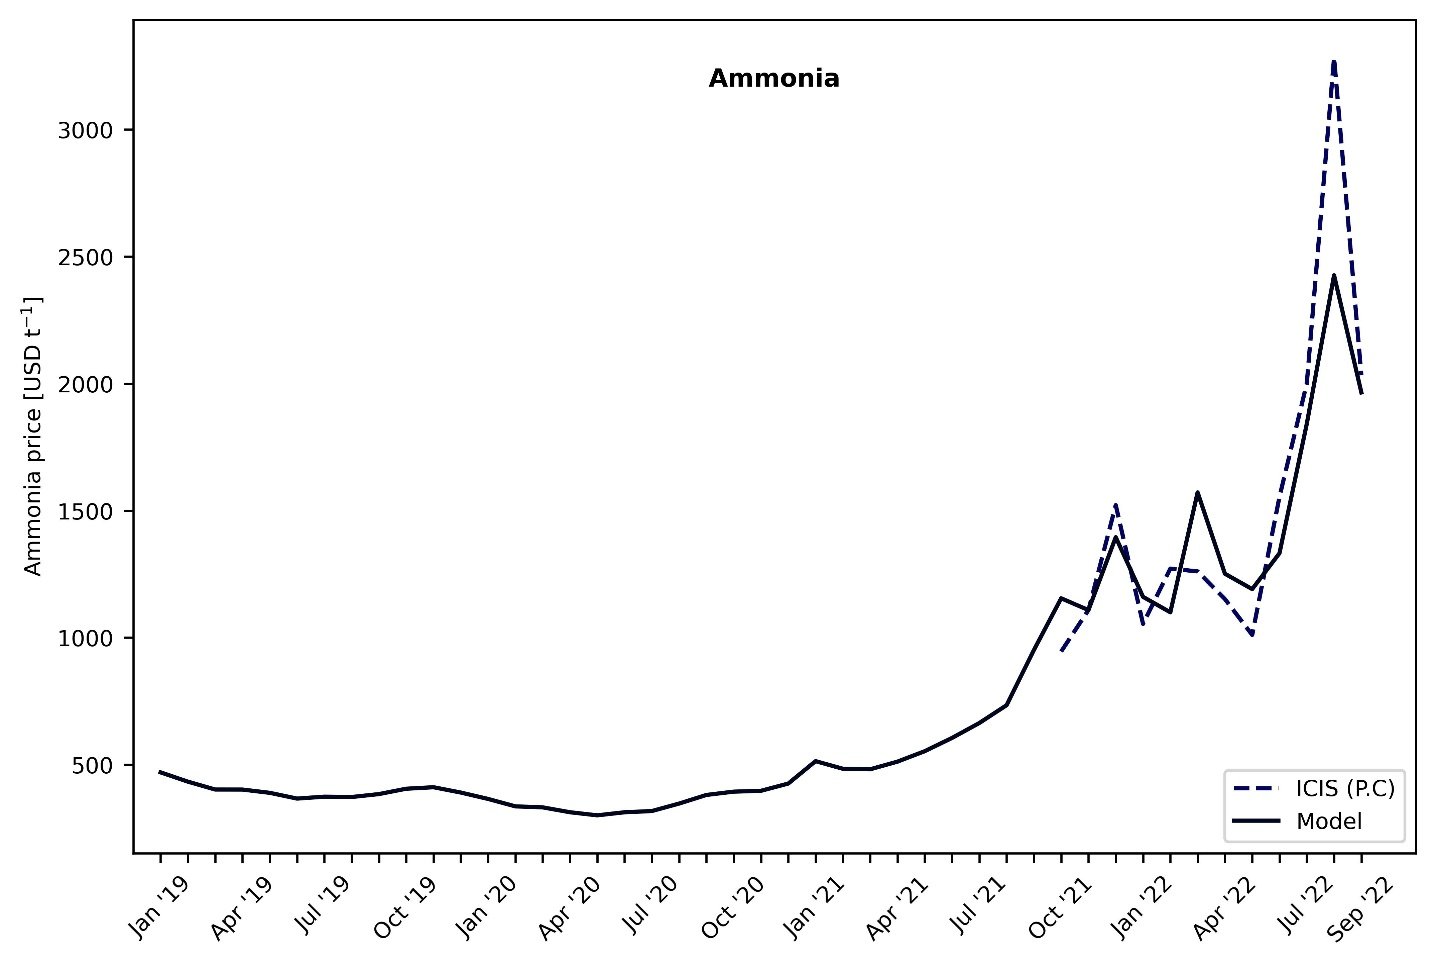 Ammonia
Ammonia price [USD t⁻¹]
3000
2500
2000
1500
1000
500
ICIS (P.C)
Model
Jan '19
Apr '19
Jul '19
Oct '19
Jan '20
Apr '20
Jul '20
Oct '20
Jan '21
Apr '21
Jul '21
Oct '21
Jan '22
Apr '22
Jul '22
Sep '22